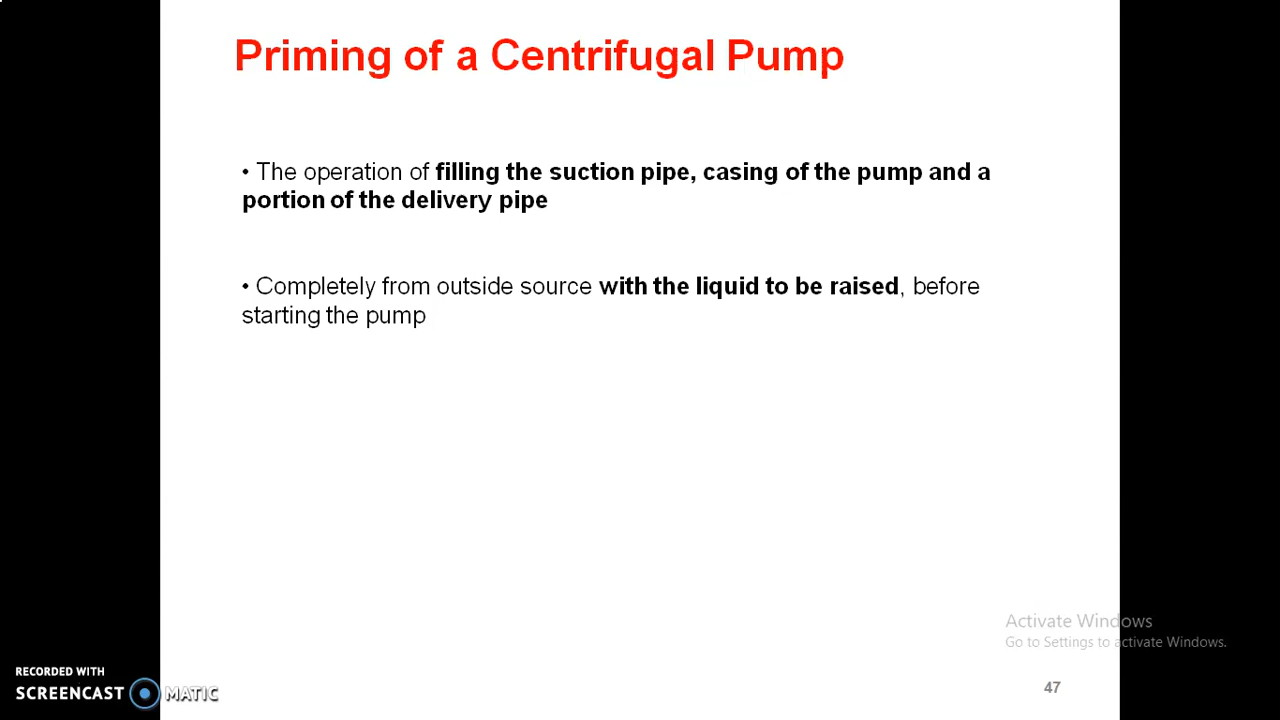 Priming of a Centrifugal Pump
• The operation of filling the suction pipe, casing of the pump and a
portion of the delivery pipe
• Completely from outside source with the liquid to be raised, before
starting the pump
Activate Windows
Go to Settings to activate Windows.
RECORDED WITH
SCREENCAST MATIC
47